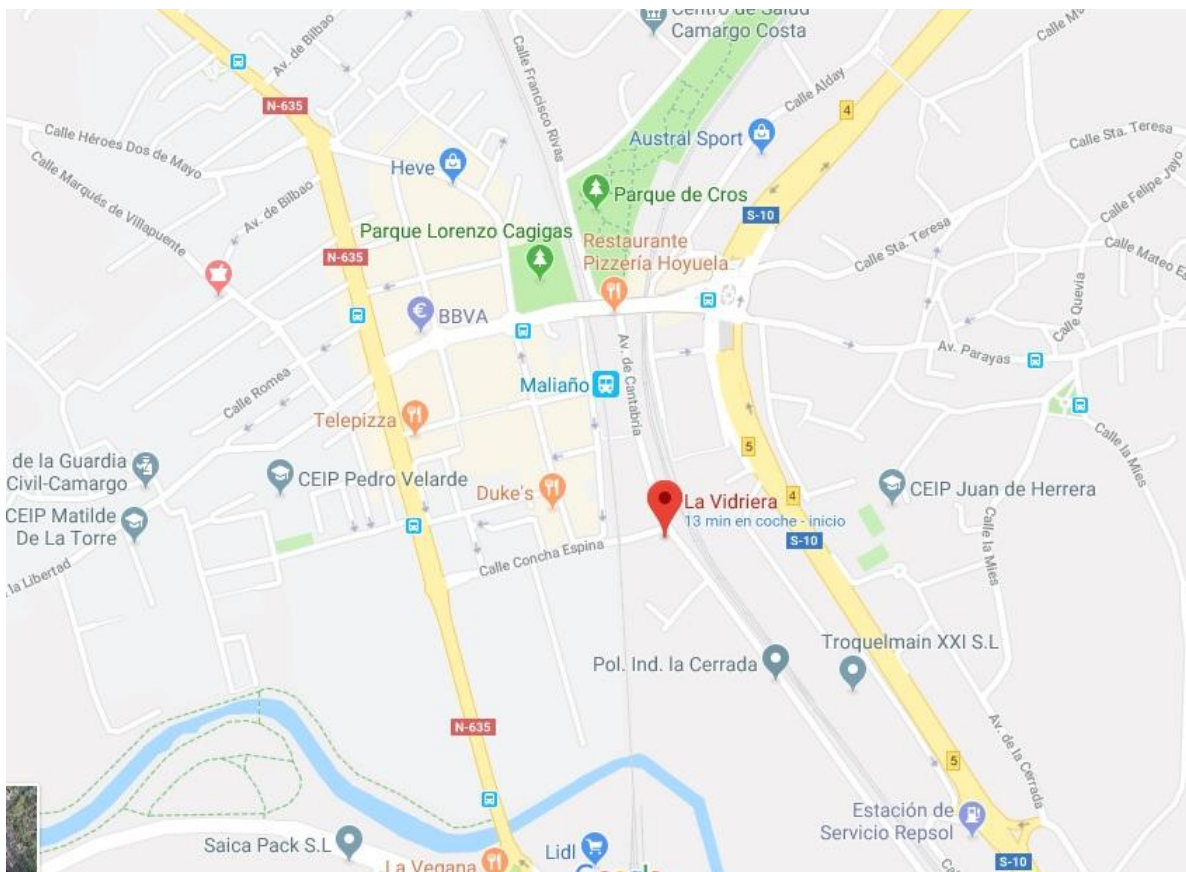 Centro de Salud
Camargo Costa
Calle Francisco Rivas
Av. de Bilbao
N-635
Calle Alday
4
Calle Héroes Dos de Mayo
Calle Marqués de Villapuente
Heve
Austral Sport
Calle Sta. Teresa
Calle Felipe Jayo
Av. de Bilbao
Parque de Cros
S-10
Parque Lorenzo Cagigas
N-635
Restaurante
Pizzería Hoyuela
Calle Sta. Teresa
Calle Mateo
BBVA
Calle Quevia
Av. de Cantabria
Av. Parayas
Calle Romea
Maliaño
Telepizza
Calle la Mies
5
de la Guardia
Civil-Camargo
CEIP Pedro Velarde
Duke's
La Vidriera
13 min en coche - inicio
4
CEIP Juan de Herrera
CEIP Matilde
De La Torre
S-10
Calle Concha Espina
Calle la Mies
la Libertad
Pol. Ind. la Cerrada
Troquelmain XXI S.L
N-635
Av. de la Cerrada
5
Estación de
Servicio Repsol
Saica Pack S.L
Lidl
La Vegana
S-10
Google